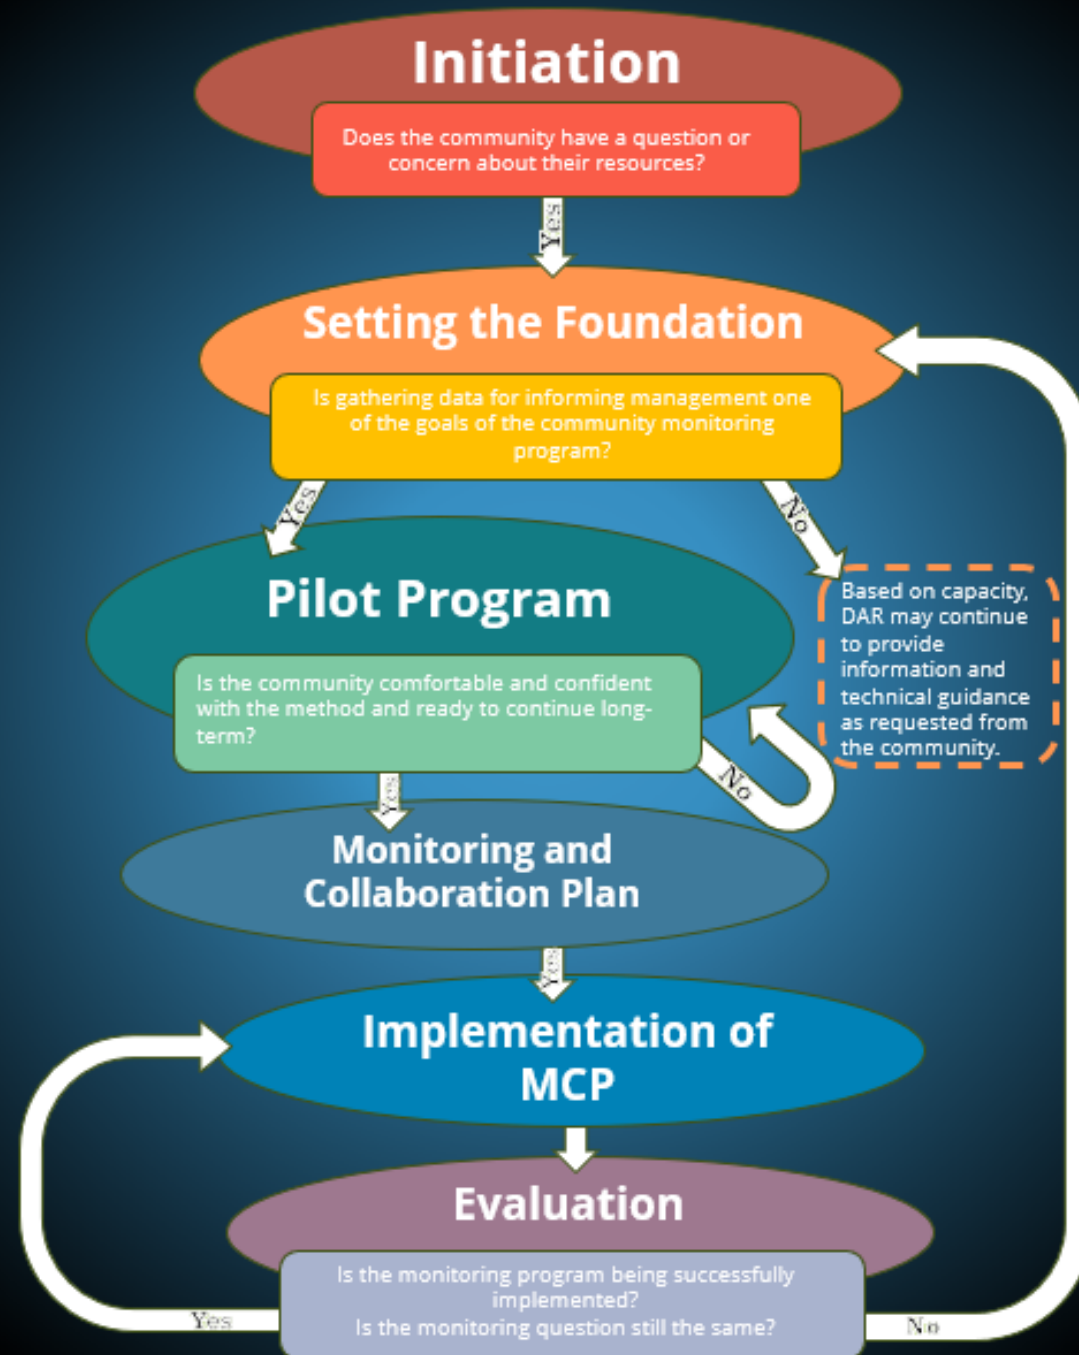 Initiation
Does the community have a question or
concern about their resources?
Yes
Setting the Foundation
Is gathering data for informing management one
of the goals of the community monitoring
program?
Yes
No
Pilot Program
Based on capacity,
DAR may continue
to provide
information and
technical guidance
as requested from
the community.
Is the community comfortable and confident
with the method and ready to continue long-
term?
No
Yes
Monitoring and
Collaboration Plan
Yes
Implementation of
MCP
Evaluation
Is the monitoring program being successfully
implemented?
Is the monitoring question still the same?
Yes
No